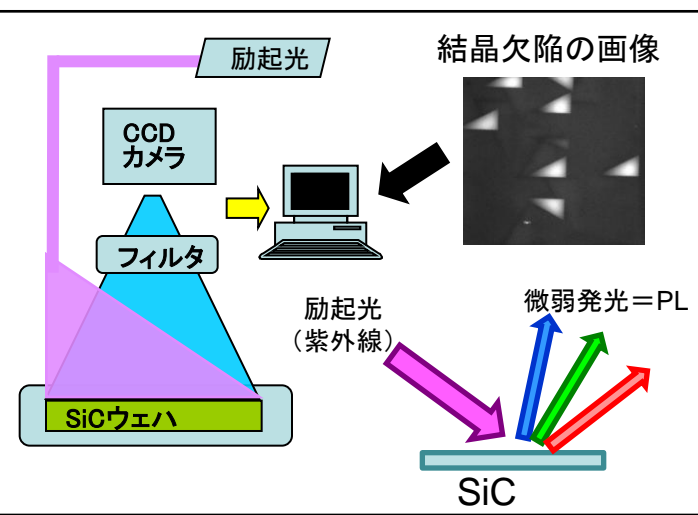 励起光
結晶欠陥の画像
CCD
カメラ
フィルタ
SiCウェハ
励起光
（紫外線）
微弱発光＝PL
SiC